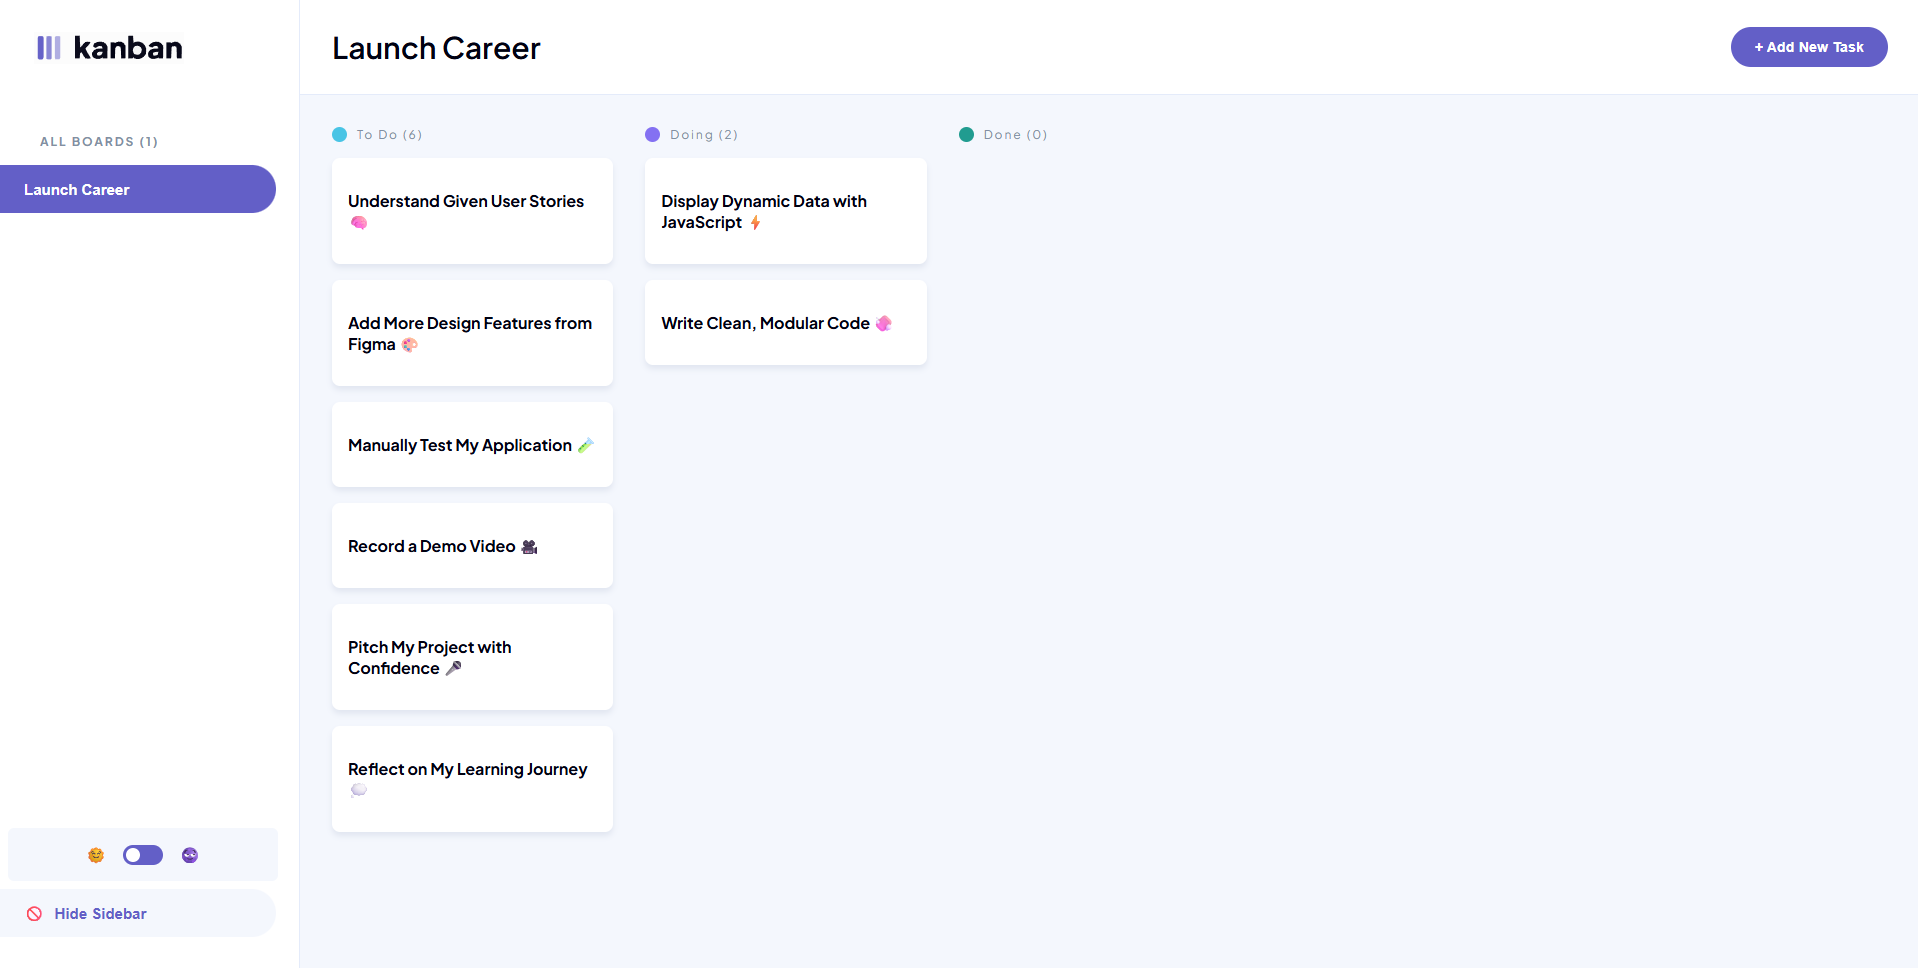 kanban
Launch Career
+ Add New Task
ALL BOARDS (1)
Launch Career
To Do (6)
Understand Given User Stories
🧠
Add More Design Features from
Figma 🎨
Manually Test My Application 🧪
Record a Demo Video 🎥
Pitch My Project with
Confidence 🎤
Reflect on My Learning Journey
💭
Doing (2)
Display Dynamic Data with
JavaScript ⚡
Write Clean, Modular Code 🧩
Done (0)
Hide Sidebar